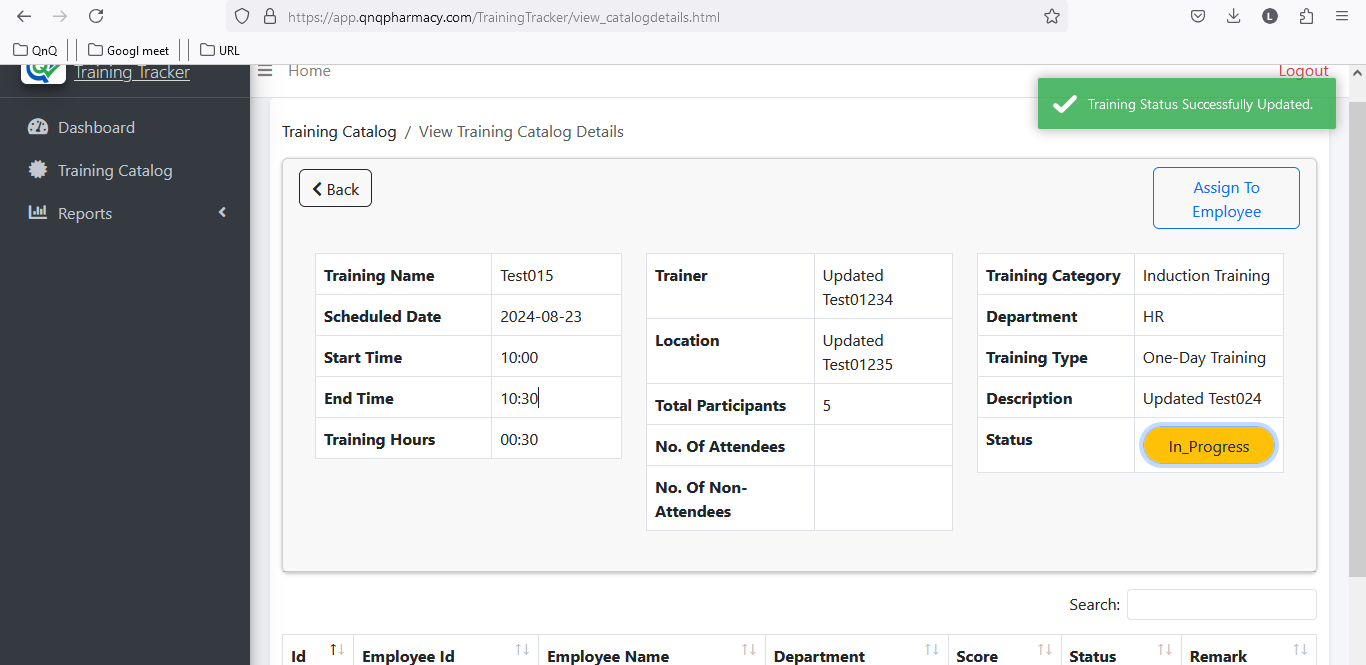 https://app.qnqpharmacy.com/TrainingTracker/view_catalogdetails.html
L
QnQ
Googl meet
URL
Training Tracker
Home
Logout
Training Status Successfully Updated.
Dashboard
Training Catalog
Reports
Training Catalog / View Training Catalog Details
Back
Assign To
Employee
Training Name Test015
Scheduled Date 2024-08-23
Start Time 10:00
End Time 10:30
Training Hours 00:30
Trainer Updated
Test01234
Location Updated
Test01235
Total Participants 5
No. Of Attendees
No. Of Non-
Attendees
Training Category Induction Training
Department HR
Training Type One-Day Training
Description Updated Test024
Status In_Progress
Search:
Id Employee Id Employee Name Department Score Status Remark